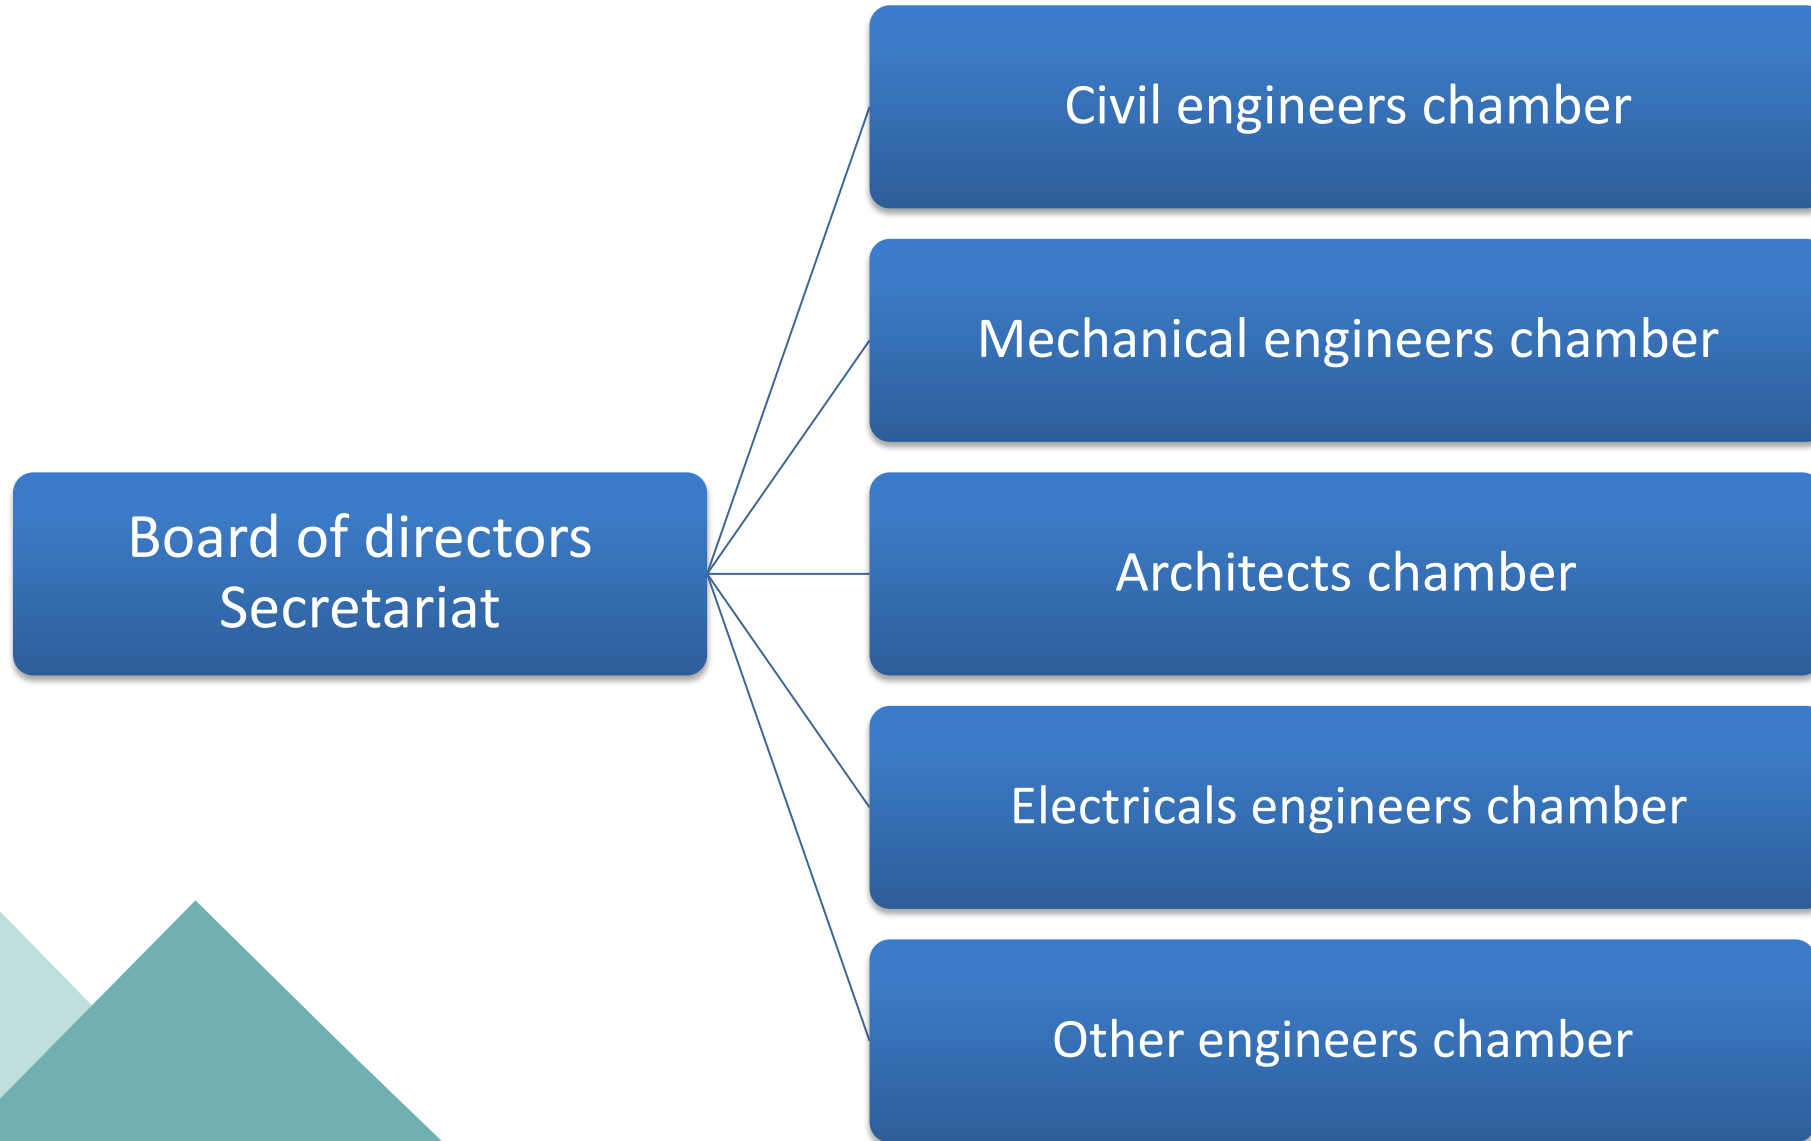 Civil engineers chamber
Mechanical engineers chamber
Board of directors
Secretariat
Architects chamber
Electricals engineers chamber
Other engineers chamber